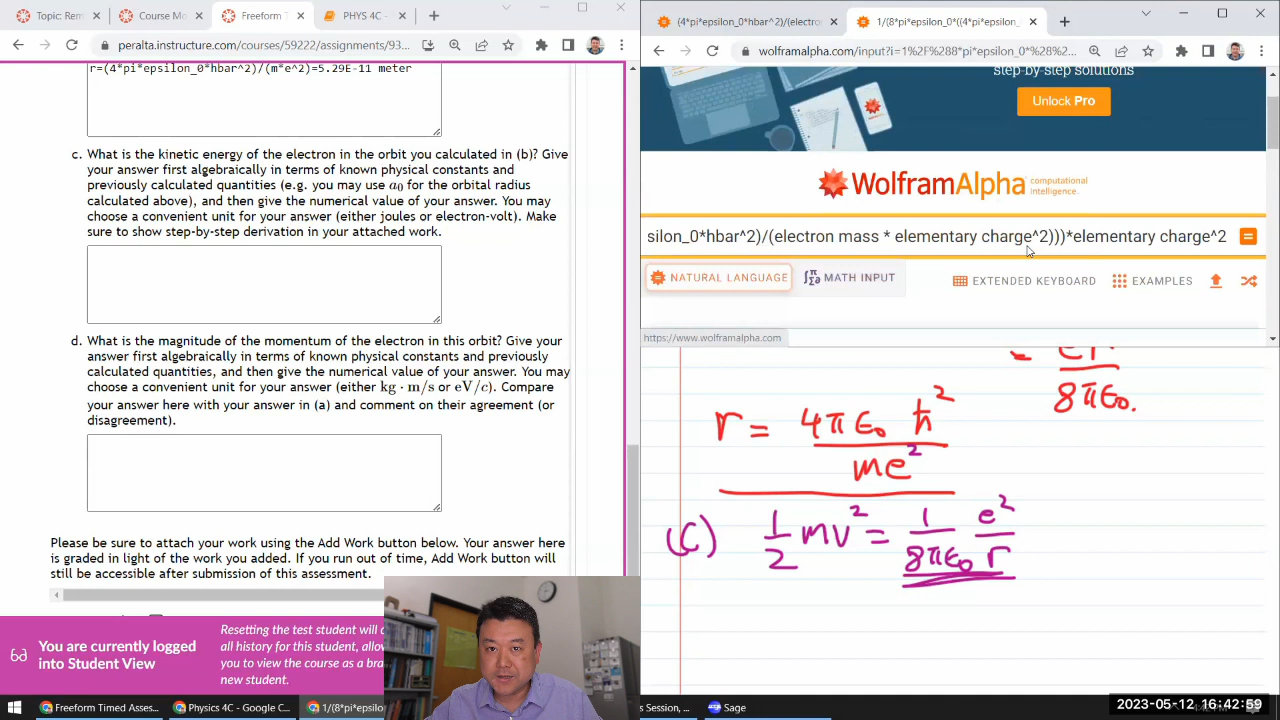 Topic: Rem
Course Mo
Freeform T
PHYS 4C -
peralta.instructure.com/courses/59222/assignments/93...
r=(4*pi*epsilon_0*hbar^2)/(m*e^2)=5.29E-11 meter
c. What is the kinetic energy of the electron in the orbit you calculated in (b)? Give
your answer first algebraically in terms of known physical constants and
previously calculated quantities (e.g. you may use a₀ for the orbital radius
calculated above), and then give the numerical value of your answer. You may
choose a convenient unit for your answer (either joules or electron-volt). Make
sure to show step-by-step derivation in your attached work.
d. What is the magnitude of the momentum of the electron in this orbit? Give your
answer first algebraically in terms of known physical constants and previously
calculated quantities, and then give the numerical value of your answer. You may
choose a convenient unit for your answer (either kg · m/s or eV/c). Compare
your answer here with your answer in (a) and comment on their agreement (or
disagreement).
Please be sure to attach your work using the Add Work button below. Your answer here
is graded in light of the work you added. If you run out of time, Add Work button will
still be accessible after submission of this assessment.
You are currently logged
into Student View
Resetting the test student will c
all history for this student, allow
you to view the course as a bra
new student.
(4*pi*epsilon_0*hbar^2)/(electro
1/(8*pi*epsilon_0*((4*pi*epsilon_
wolframalpha.com/input?i=1%2F%288*pi*epsilon_0%28%2...
step-by-step solutions
Unlock Pro
WolframAlpha computational
intelligence.
silon_0*hbar^2)/(electron mass * elementary charge^2)))*elementary charge^2 =
NATURAL LANGUAGE
MATH INPUT
EXTENDED KEYBOARD
EXAMPLES
https://www.wolframalpha.com
8πε₀.
r = 4πε₀ ħ²
me²
(c) 1/2 mv² = 1/8πε₀ e²/r
Freeform Timed Asses...
Physics 4C - Google C...
1/(8*pi*epsilon_0*((4...
Session, ...
Sage
2023-05-12 16:42:59